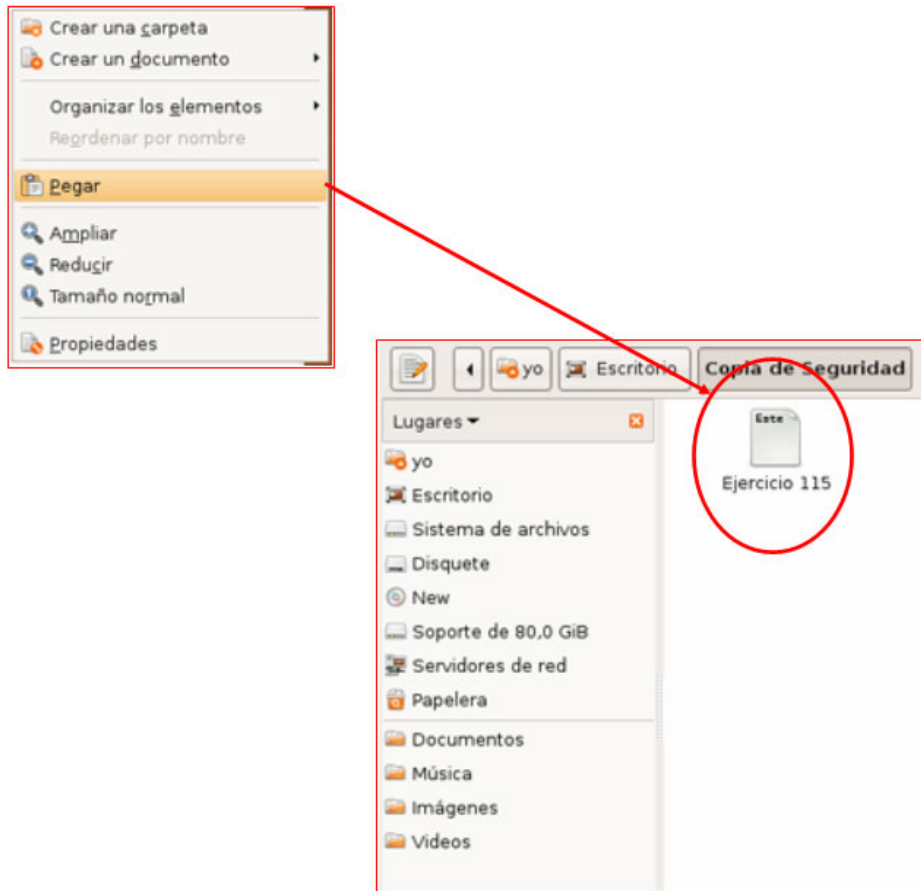 Crear una carpeta
Crear un documento
Organizar los elementos
Reordenar por nombre
Pegar
Ampliar
Reducir
Tamaño normal
Propiedades
yo Escritorio Copia de Seguridad
Lugares
yo
Escritorio
Sistema de archivos
Disquete
New
Soporte de 80,0 GiB
Servidores de red
Papelera
Documentos
Música
Imágenes
Videos
Este
Ejercicio 115